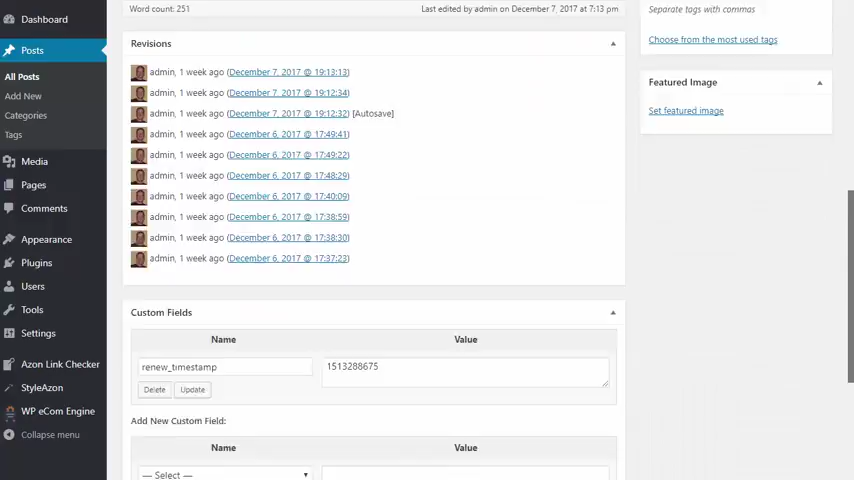 Dashboard
Posts
All Posts
Add New
Categories
Tags
Media
Pages
Comments
Appearance
Plugins
Users
Tools
Settings
Azon Link Checker
StyleAzon
WP eCom Engine
Collapse menu
Word count: 251
Last edited by admin on December 7, 2017 at 7:13 pm
Revisions
admin, 1 week ago (December 7, 2017 @ 19:13:13)
admin, 1 week ago (December 7, 2017 @ 19:12:34)
admin, 1 week ago (December 7, 2017 @ 19:12:32) [Autosave]
admin, 1 week ago (December 6, 2017 @ 17:49:41)
admin, 1 week ago (December 6, 2017 @ 17:49:22)
admin, 1 week ago (December 6, 2017 @ 17:48:29)
admin, 1 week ago (December 6, 2017 @ 17:40:09)
admin, 1 week ago (December 6, 2017 @ 17:38:59)
admin, 1 week ago (December 6, 2017 @ 17:38:30)
admin, 1 week ago (December 6, 2017 @ 17:37:23)
Custom Fields
Name Value
renew_timestamp 1513288675
Delete Update
Add New Custom Field:
Name Value
— Select —
Separate tags with commas
Choose from the most used tags
Featured Image
Set featured image